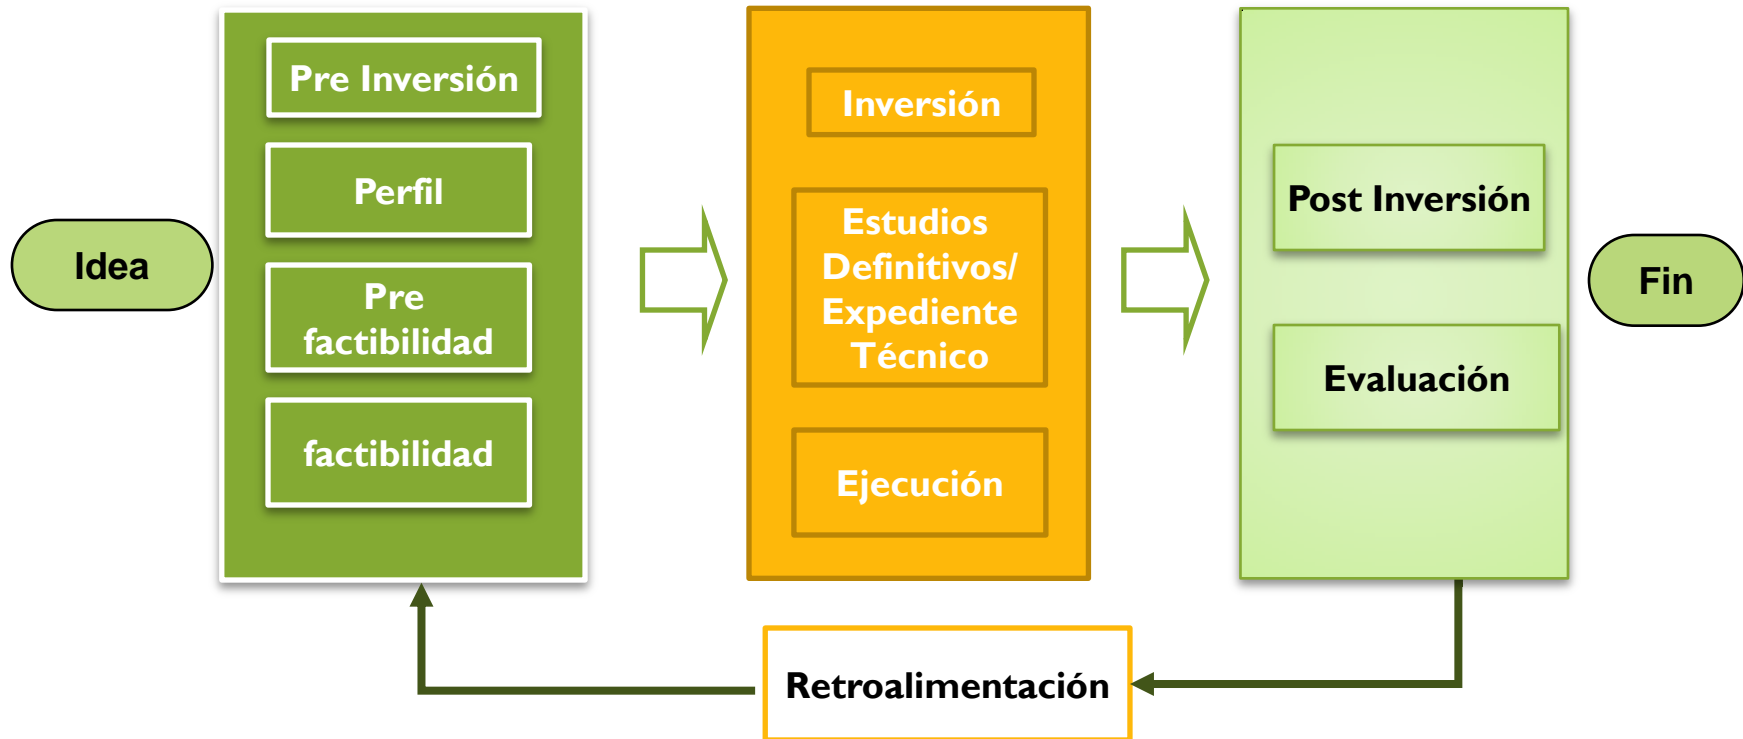 Idea
Pre Inversión
Perfil
Pre
factibilidad
factibilidad
Inversión
Estudios
Definitivos/
Expediente
Técnico
Ejecución
Post Inversión
Evaluación
Fin
Retroalimentación